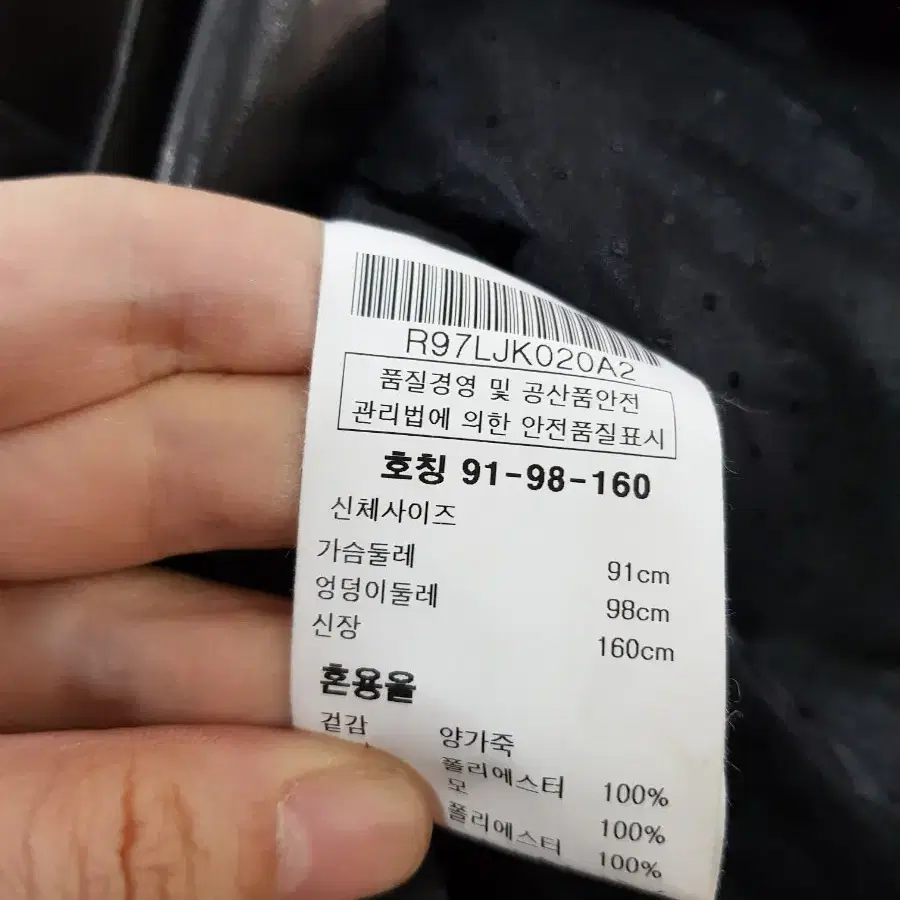 R97LJK020A2
품질경영 및 공산품안전
관리법에 의한 안전품질표시
호칭 91-98-160
신체사이즈
가슴둘레 91cm
엉덩이둘레 98cm
신장 160cm
혼용율
겉감 양가죽
폴리에스터 100%
모 100%
폴리에스터 100%